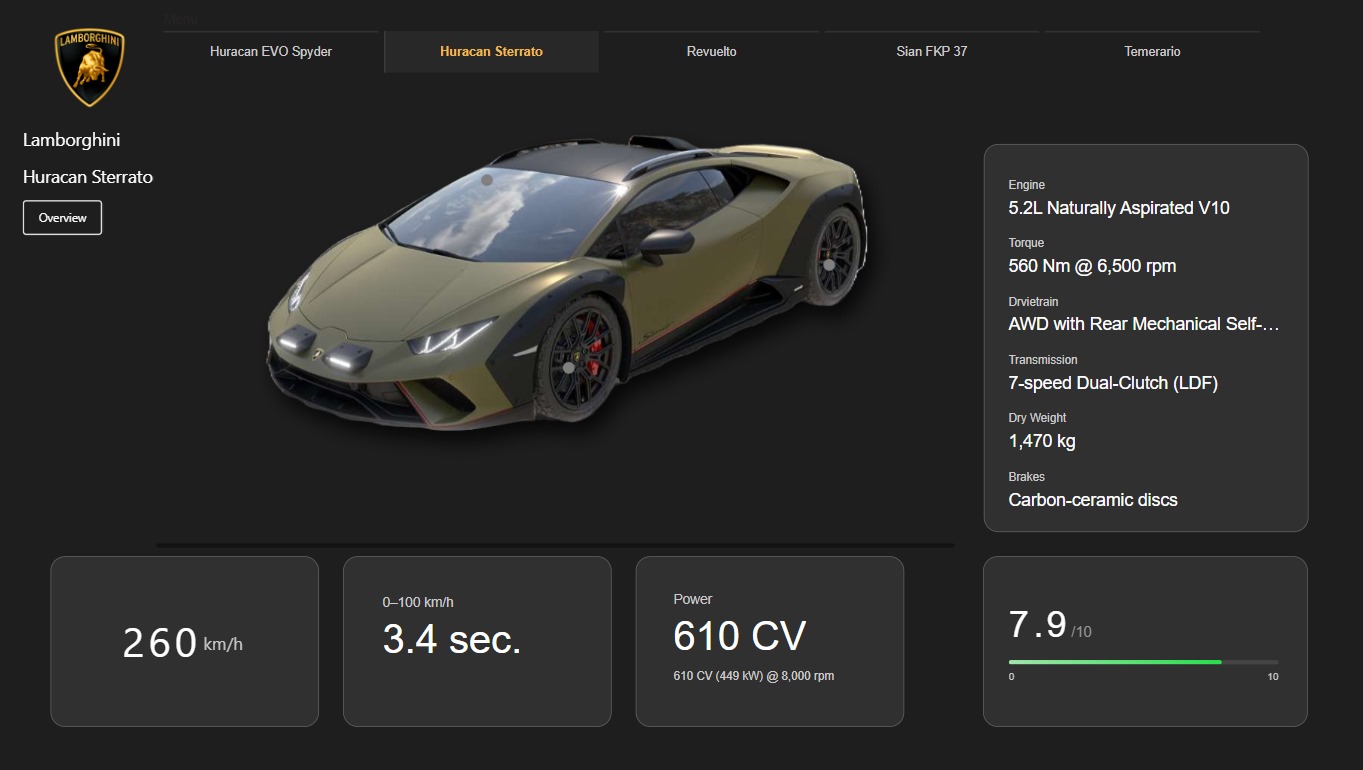 Menu
LAMBORGHINI
Huracan EVO Spyder
Huracan Sterrato
Revuelto
Sian FKP 37
Temerario
Lamborghini
Huracan Sterrato
Overview
Engine
5.2L Naturally Aspirated V10
Torque
560 Nm @ 6,500 rpm
Drvietrain
AWD with Rear Mechanical Self-…
Transmission
7-speed Dual-Clutch (LDF)
Dry Weight
1,470 kg
Brakes
Carbon-ceramic discs
260 km/h
0–100 km/h
3.4 sec.
Power
610 CV
610 CV (449 kW) @ 8,000 rpm
7.9 /10
0 10